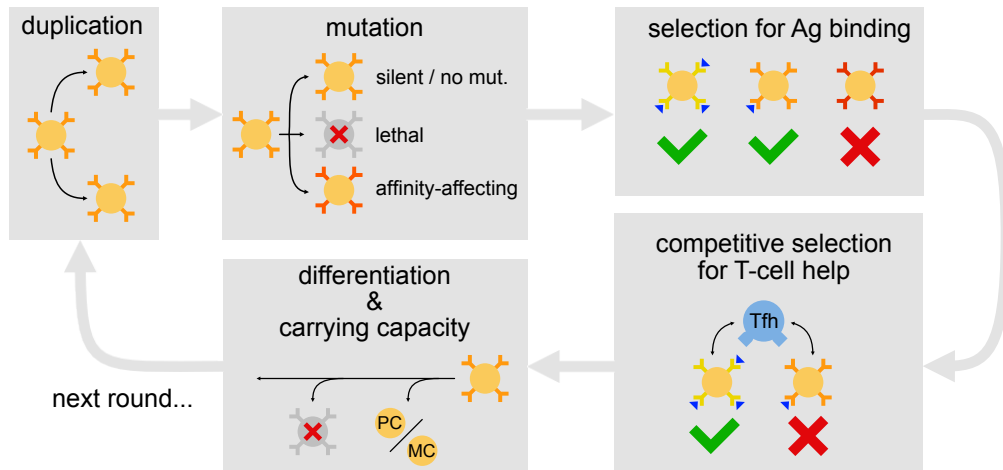 duplication
mutation
silent / no mut.
lethal
affinity-affecting
selection for Ag binding
competitive selection
for T-cell help
Tfh
differentiation
&
carrying capacity
PC
MC
next round...